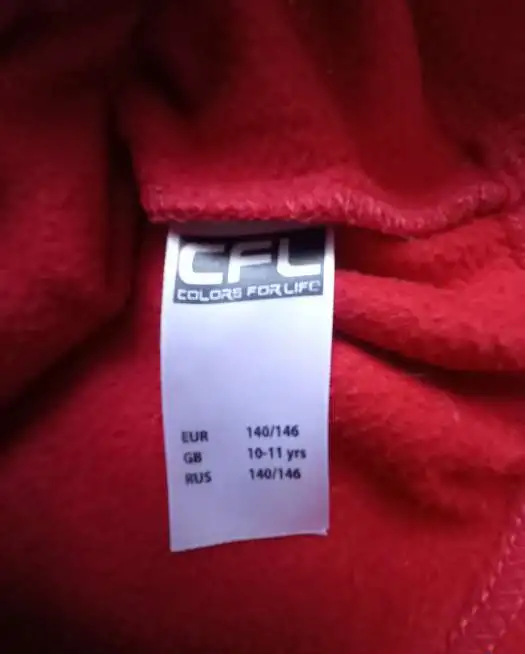 CFL
COLORS FOR LIFE
EUR 140/146
GB 10-11 yrs
RUS 140/146